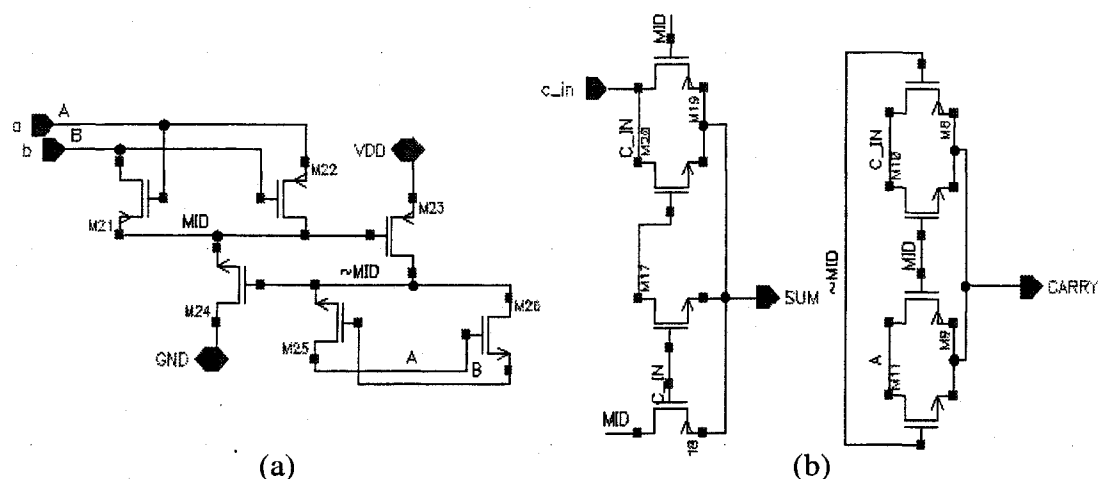 a
A
b
B
M21
M22
VDD
M23
MID
~MID
M24
GND
M25
A
B
M26
(a)
MID
c_in
C_IN
M20
M19
M17
SUM
C_IN
MID
18
~MID
C_IN
M10
M8
MID
CARRY
A
M11
M9
(b)